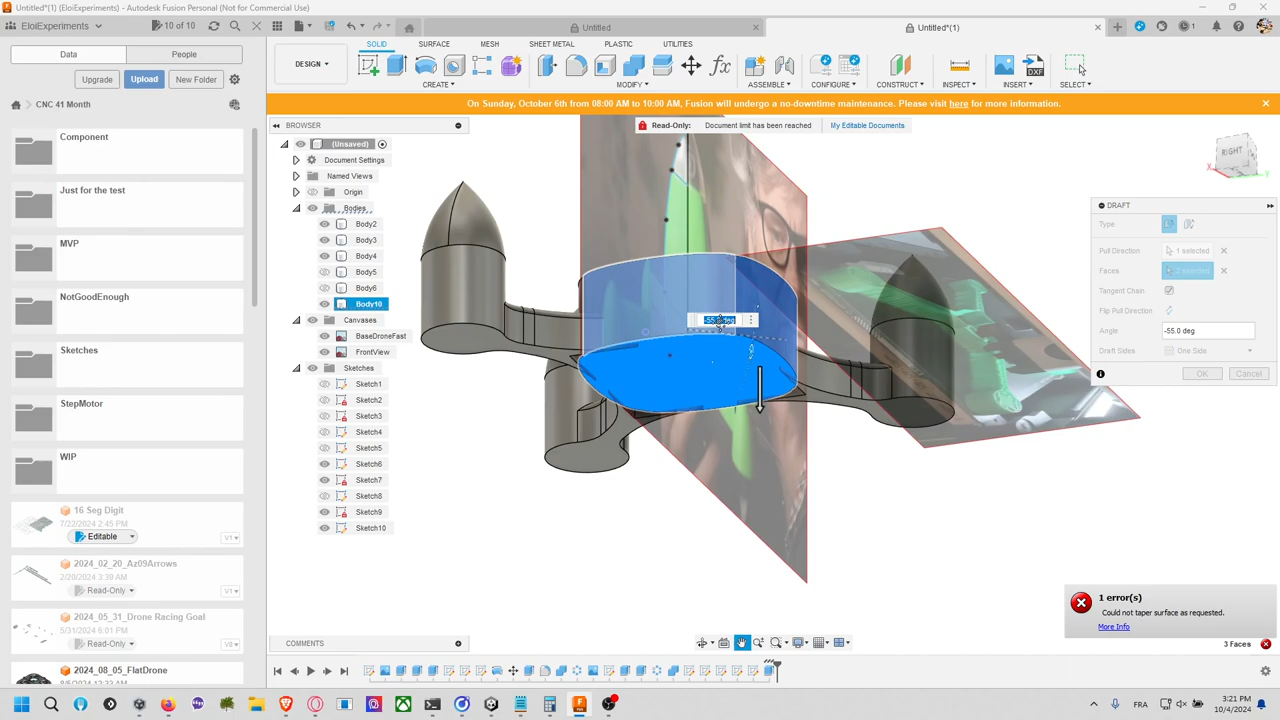 Untitled*(1) (EloiExperiments) - Autodesk Fusion Personal (Not for Commercial Use)
EloiExperiments
10 of 10
Untitled
Untitled*(1)
1
Data
People
Upgrade
Upload
New Folder
CNC 41 Month
Component
Just for the test
MVP
NotGoodEnough
Sketches
StepMotor
WIP
16 Seg Digit
7/22/2024 2:45 PM
Editable
V1
2024_02_20_Az09Arrows
2/20/2024 3:39 AM
Read-Only
V1
2024_05_31_Drone Racing Goal
5/31/2024 6:01 PM
Read-Only
2024_08_05_FlatDrone
DESIGN
SOLID
SURFACE
MESH
SHEET METAL
PLASTIC
UTILITIES
CREATE
MODIFY
ASSEMBLE
CONFIGURE
CONSTRUCT
INSPECT
INSERT
SELECT
DXF
On Sunday, October 6th from 08:00 AM to 10:00 AM, Fusion will undergo a no-downtime maintenance. Please visit here for more information.
Read-Only: Document limit has been reached
My Editable Documents
BROWSER
(Unsaved)
Document Settings
Named Views
Origin
Bodies
Body2
Body3
Body4
Body5
Body6
Body10
Canvases
BaseDroneFast
FrontView
Sketches
Sketch1
Sketch2
Sketch3
Sketch4
Sketch5
Sketch6
Sketch7
Sketch8
Sketch9
Sketch10
RIGHT
X
Y
DRAFT
Type
Pull Direction
1 selected
Faces
2 selected
Tangent Chain
Flip Pull Direction
Angle
-55.0 deg
Draft Sides
One Side
OK
Cancel
1 error(s)
Could not taper surface as requested.
More Info
COMMENTS
3 Faces
FRA
3:21 PM
10/4/2024